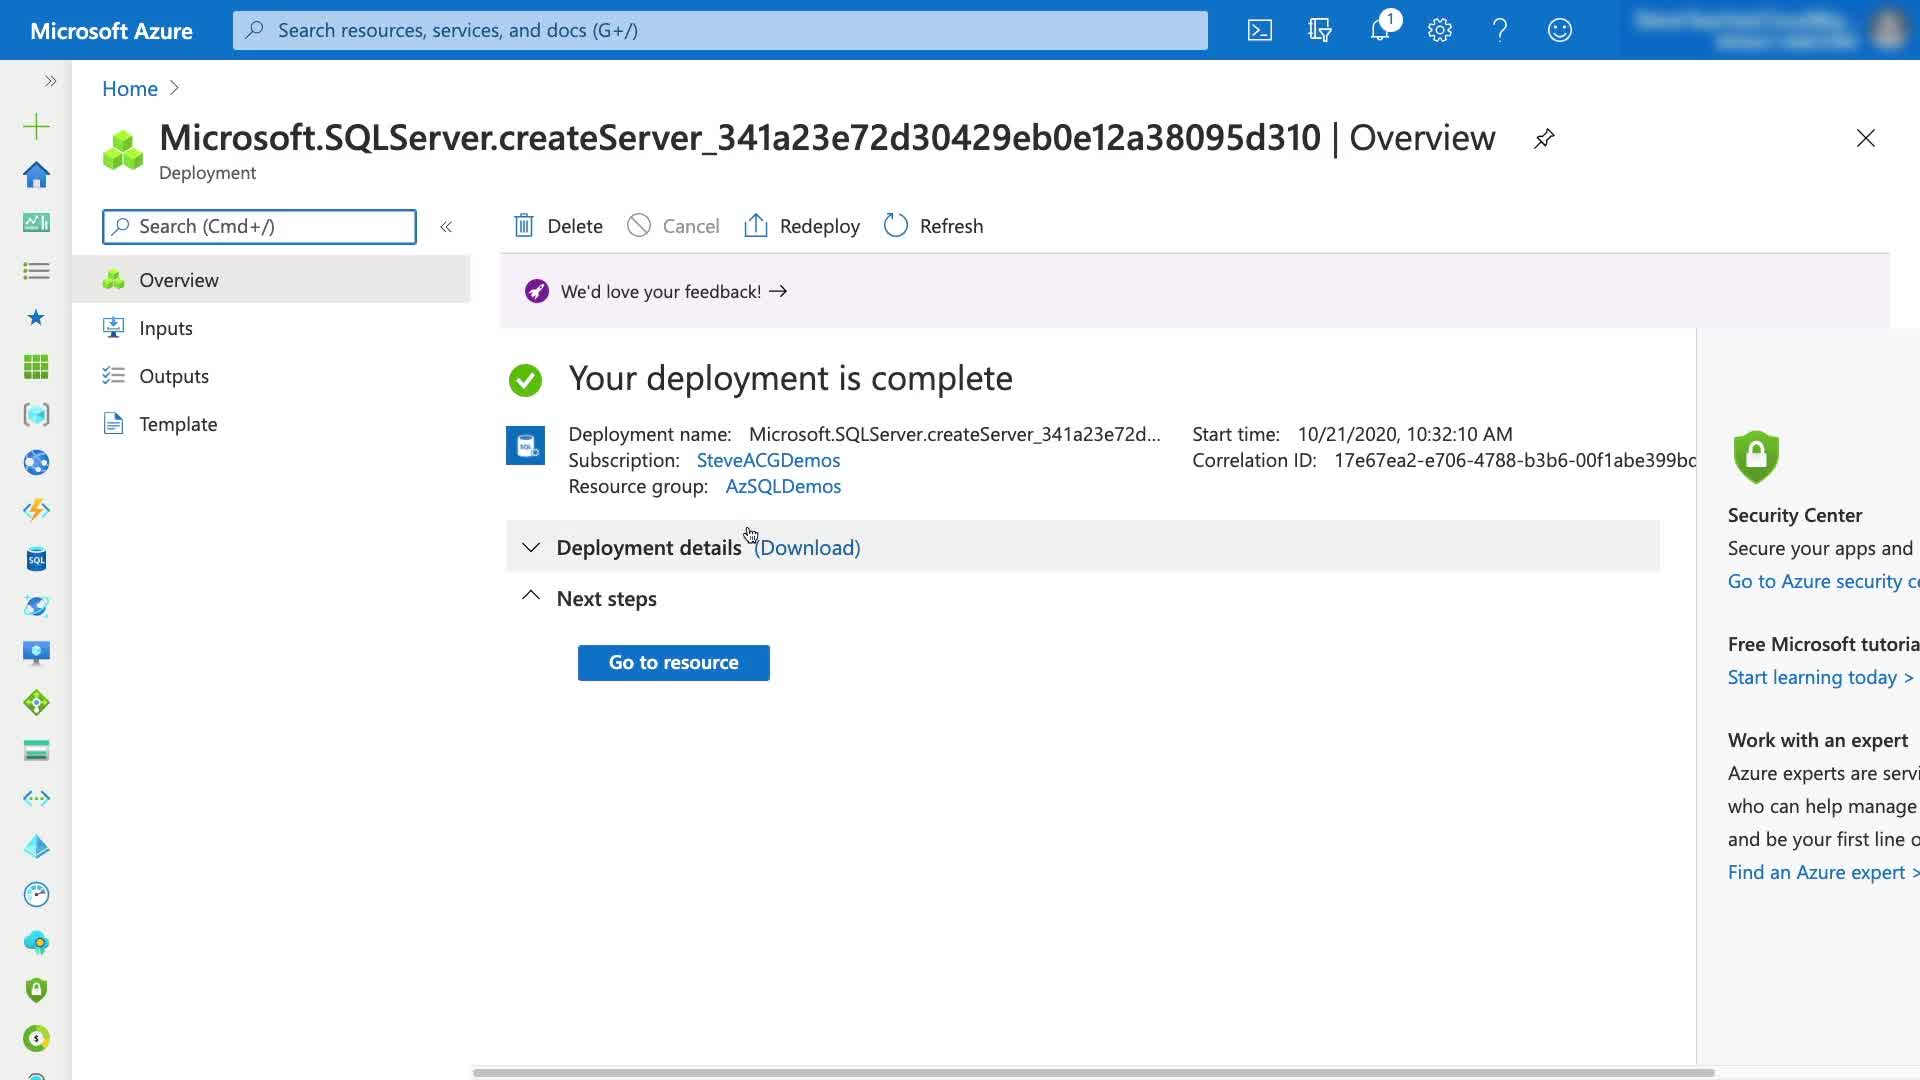 Microsoft Azure
Search resources, services, and docs (G+/)
1
Home
Microsoft.SQLServer.createServer_341a23e72d30429eb0e12a38095d310 | Overview
Deployment
Search (Cmd+/)
Delete
Cancel
Redeploy
Refresh
Overview
Inputs
Outputs
Template
We'd love your feedback! →
Your deployment is complete
Deployment name: Microsoft.SQLServer.createServer_341a23e72d...
Subscription: SteveACGDemos
Resource group: AzSQLDemos
Start time: 10/21/2020, 10:32:10 AM
Correlation ID: 17e67ea2-e706-4788-b3b6-00f1abe399bc
Deployment details (Download)
Next steps
Go to resource
Security Center
Secure your apps and
Go to Azure security ce
Free Microsoft tutoria
Start learning today >
Work with an expert
Azure experts are servi
who can help manage
and be your first line o
Find an Azure expert >
SQL
SQL